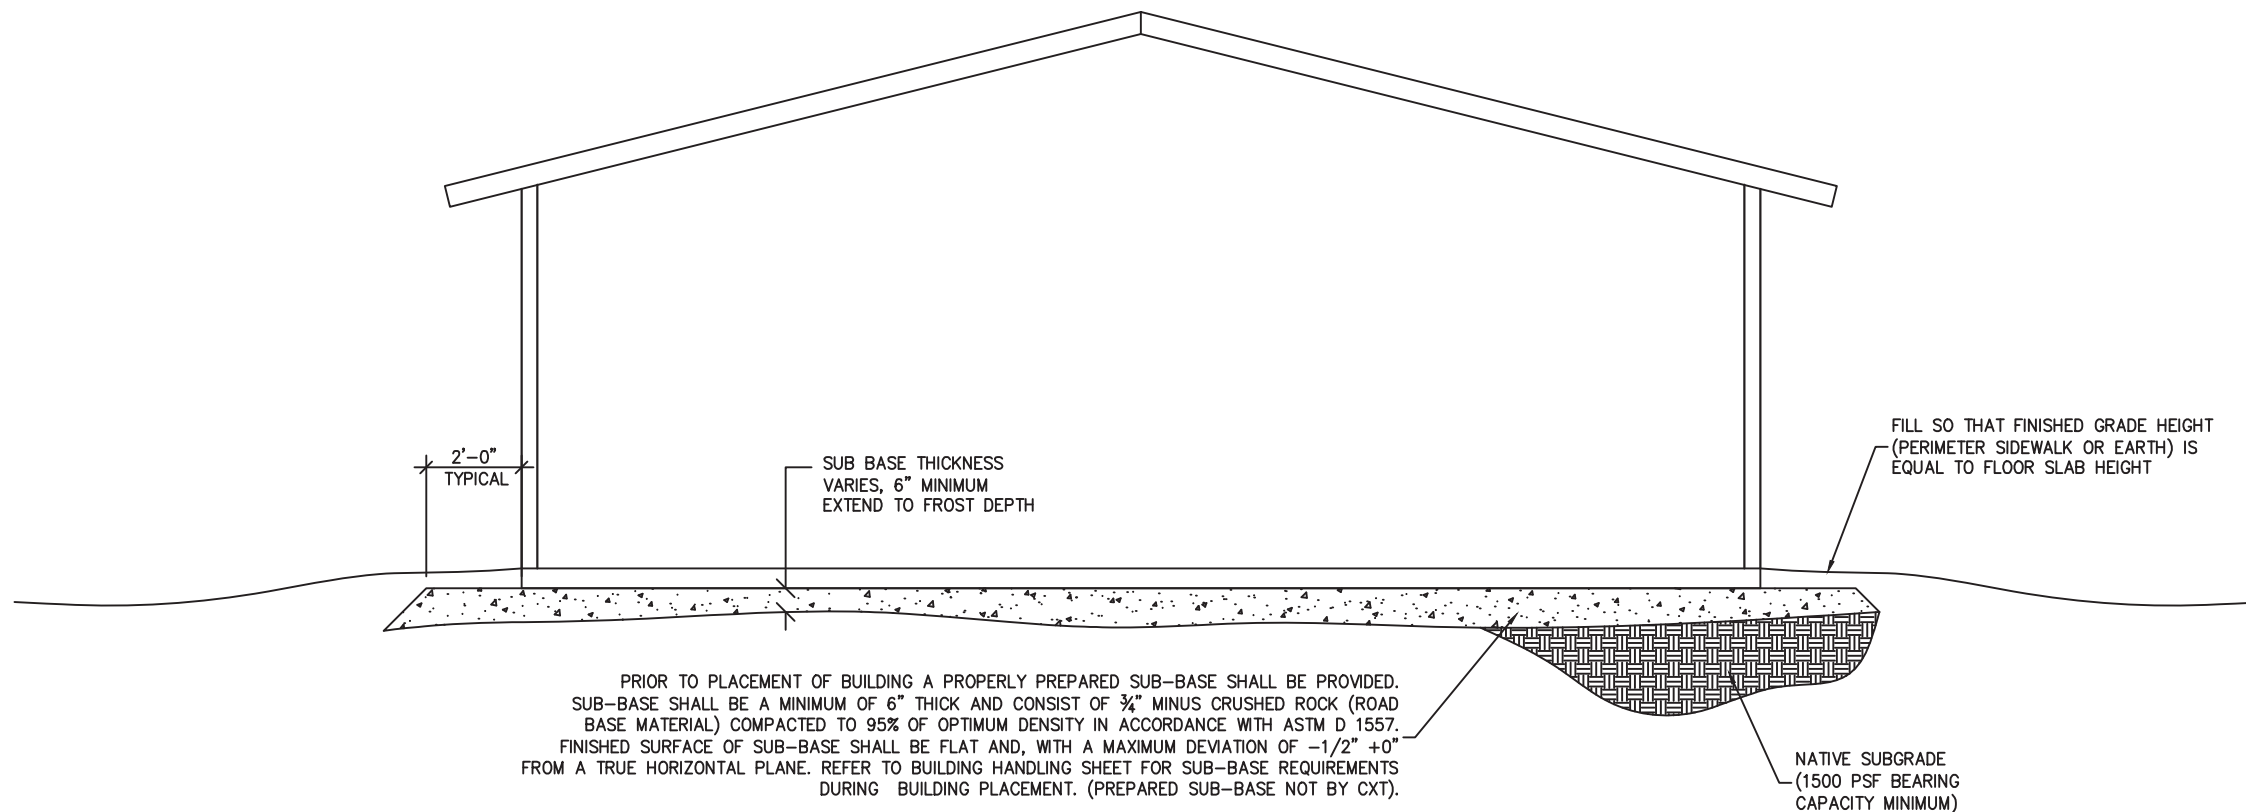 2'-0"
TYPICAL
SUB BASE THICKNESS
VARIES, 6" MINIMUM
EXTEND TO FROST DEPTH
FILL SO THAT FINISHED GRADE HEIGHT
(PERIMETER SIDEWALK OR EARTH) IS
EQUAL TO FLOOR SLAB HEIGHT
PRIOR TO PLACEMENT OF BUILDING A PROPERLY PREPARED SUB-BASE SHALL BE PROVIDED.
SUB-BASE SHALL BE A MINIMUM OF 6" THICK AND CONSIST OF ¾" MINUS CRUSHED ROCK (ROAD
BASE MATERIAL) COMPACTED TO 95% OF OPTIMUM DENSITY IN ACCORDANCE WITH ASTM D 1557.
FINISHED SURFACE OF SUB-BASE SHALL BE FLAT AND, WITH A MAXIMUM DEVIATION OF -1/2" +0"
FROM A TRUE HORIZONTAL PLANE. REFER TO BUILDING HANDLING SHEET FOR SUB-BASE REQUIREMENTS
DURING BUILDING PLACEMENT. (PREPARED SUB-BASE NOT BY CXT).
NATIVE SUBGRADE
(1500 PSF BEARING
CAPACITY MINIMUM)